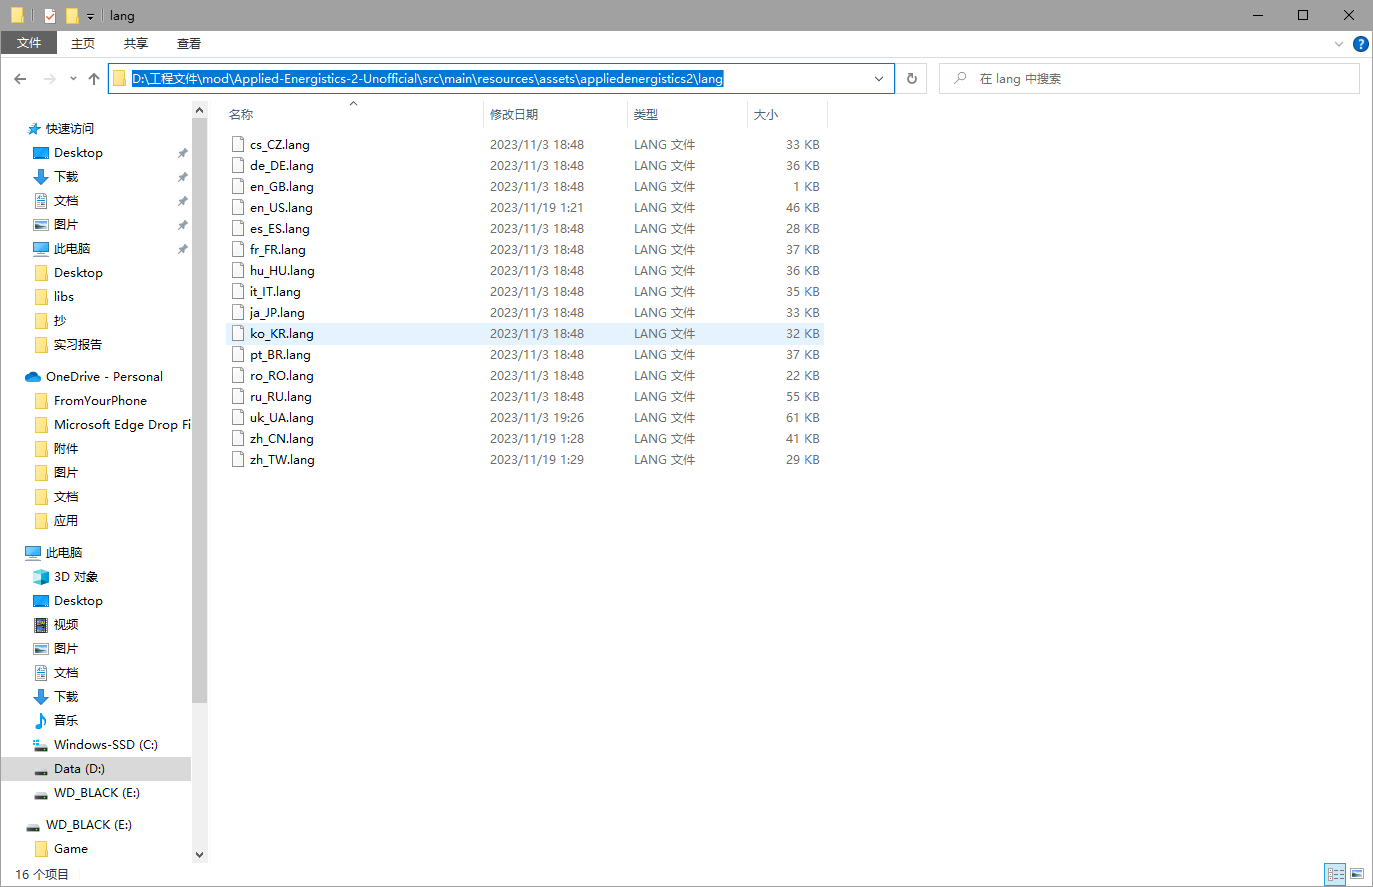 lang
文件 主页 共享 查看
D:\工程文件\mod\Applied-Energistics-2-Unofficial\src\main\resources\assets\appliedenergistics2\lang
在 lang 中搜索
快速访问
Desktop
下载
文档
图片
此电脑
Desktop
libs
抄
实习报告
OneDrive - Personal
FromYourPhone
Microsoft Edge Drop Fi
附件
图片
文档
应用
此电脑
3D 对象
Desktop
视频
图片
文档
下载
音乐
Windows-SSD (C:)
Data (D:)
WD_BLACK (E:)
WD_BLACK (E:)
Game
名称 修改日期 类型 大小
cs_CZ.lang 2023/11/3 18:48 LANG 文件 33 KB
de_DE.lang 2023/11/3 18:48 LANG 文件 36 KB
en_GB.lang 2023/11/3 18:48 LANG 文件 1 KB
en_US.lang 2023/11/19 1:21 LANG 文件 46 KB
es_ES.lang 2023/11/3 18:48 LANG 文件 28 KB
fr_FR.lang 2023/11/3 18:48 LANG 文件 37 KB
hu_HU.lang 2023/11/3 18:48 LANG 文件 36 KB
it_IT.lang 2023/11/3 18:48 LANG 文件 35 KB
ja_JP.lang 2023/11/3 18:48 LANG 文件 33 KB
ko_KR.lang 2023/11/3 18:48 LANG 文件 32 KB
pt_BR.lang 2023/11/3 18:48 LANG 文件 37 KB
ro_RO.lang 2023/11/3 18:48 LANG 文件 22 KB
ru_RU.lang 2023/11/3 18:48 LANG 文件 55 KB
uk_UA.lang 2023/11/3 19:26 LANG 文件 61 KB
zh_CN.lang 2023/11/19 1:28 LANG 文件 41 KB
zh_TW.lang 2023/11/19 1:29 LANG 文件 29 KB
16 个项目